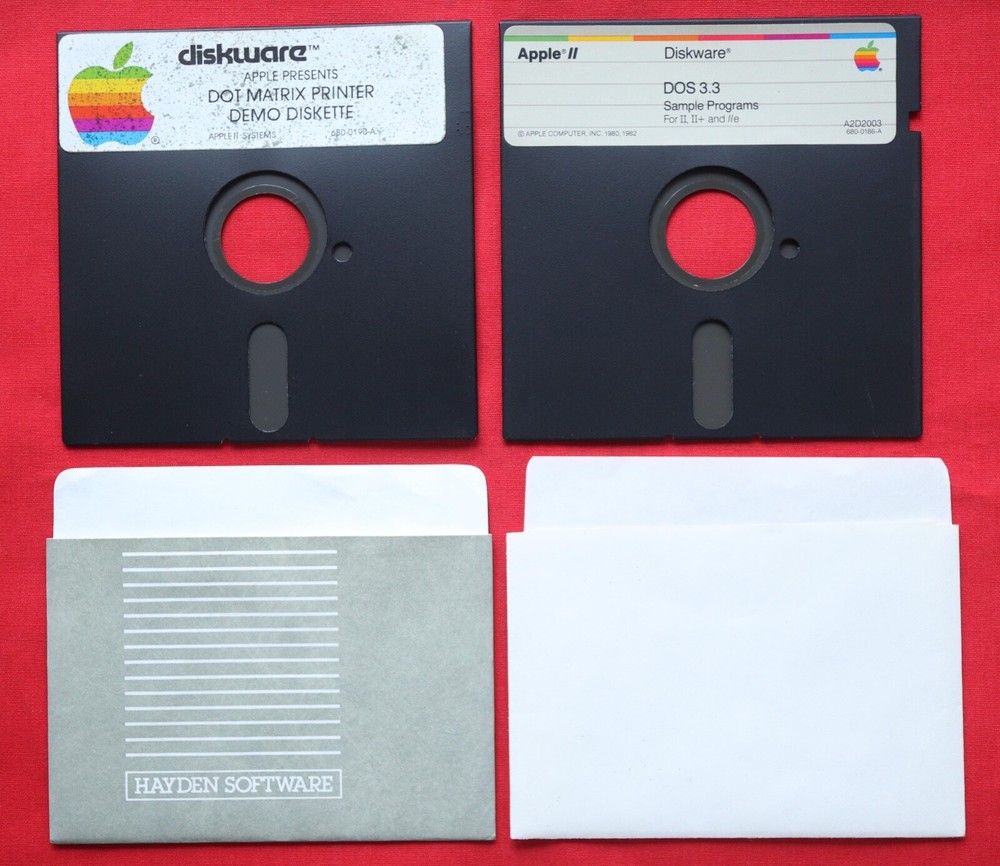 diskware™
APPLE PRESENTS
DOT MATRIX PRINTER
DEMO DISKETTE
APPLE II SYSTEMS 680-0190-A
®
Apple® II Diskware®
DOS 3.3
Sample Programs
For II, II+ and //e
© APPLE COMPUTER, INC. 1980, 1982
A2D2003
680-0186-A
HAYDEN SOFTWARE